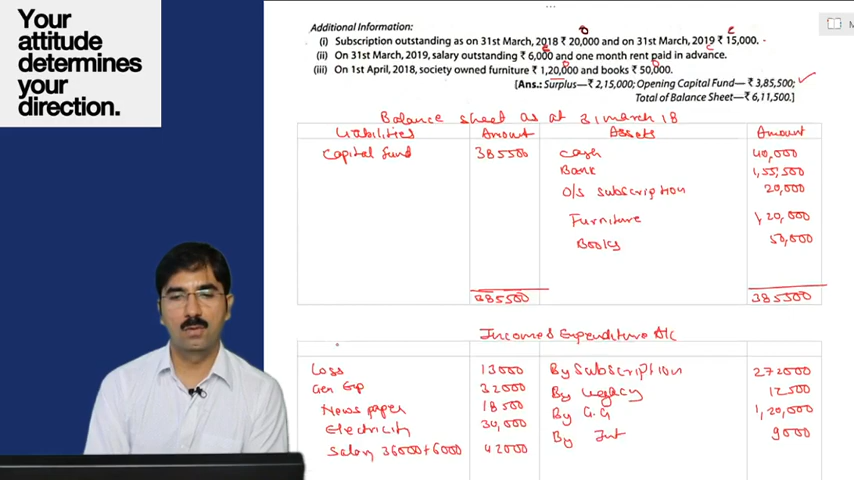 Your
attitude
determines
your
direction.
Additional Information:
(i) Subscription outstanding as on 31st March, 2018 ₹ 20,000 and on 31st March, 2019 ₹ 15,000.
(ii) On 31st March, 2019, salary outstanding ₹ 6,000 and one month rent paid in advance.
(iii) On 1st April, 2018, society owned furniture ₹ 1,20,000 and books ₹ 50,000.
[Ans.: Surplus—₹ 2,15,000; Opening Capital Fund—₹ 3,85,500;
Total of Balance Sheet—₹ 6,11,500.]
Balance sheet as at 31 march 18
Liabilities Amount Assets Amount
Capital fund 385500 Cash 40,000
Bank 1,55,500
O/s subscription 20,000
Furniture 1,20,000
Books 50,000
385500 385500
Income & Expenditure A/c
Loss 13000 By Subscription 272000
Gen Exp 32000 By Legacy 12500
News paper 18500 By G.G 1,20,000
Electricity 30,000 By Int 9000
Salary 36000+6000 42000